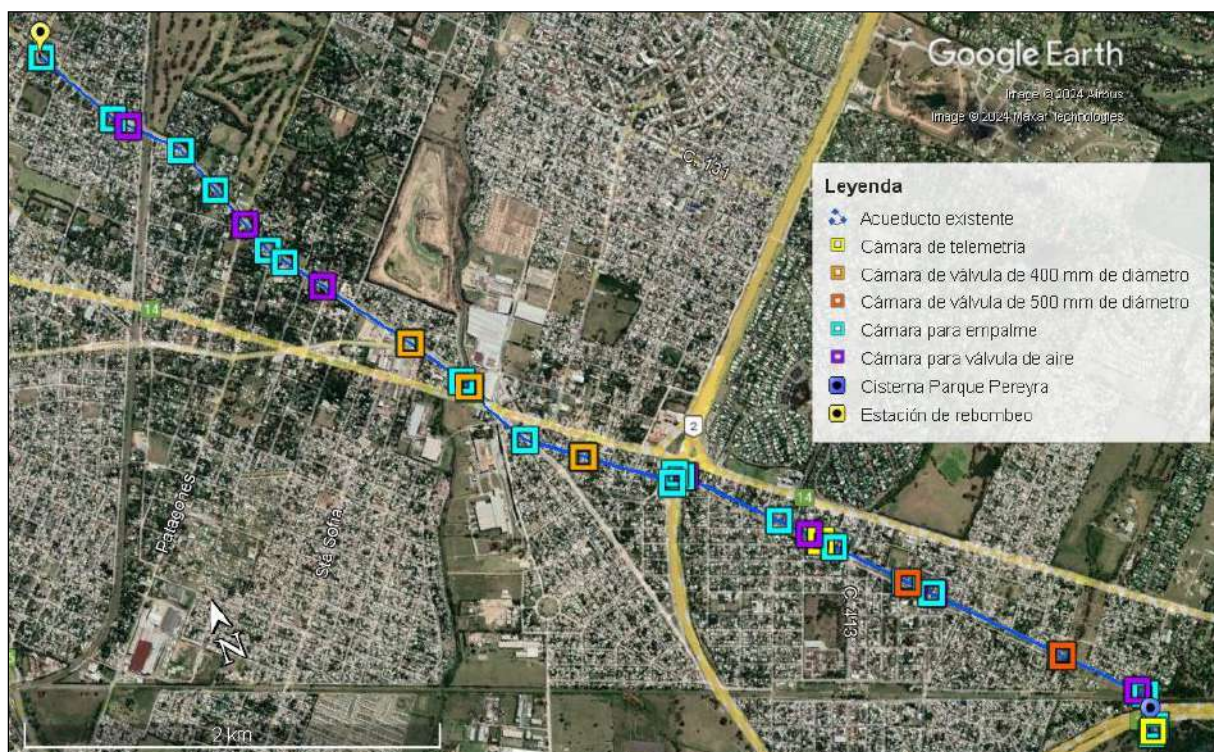 Google Earth
Image © 2024 Airbus
Image © 2024 Maxar Technologies
C. 131
Leyenda
Acueducto existente
Cámara de telemetría
Cámara de válvula de 400 mm de diámetro
Cámara de válvula de 500 mm de diámetro
Cámara para empalme
Cámara para válvula de aire
Cisterna Parque Pereyra
Estación de rebombeo
14
2
14
Patagones
Sta Sofía
C. 113
N
2 km